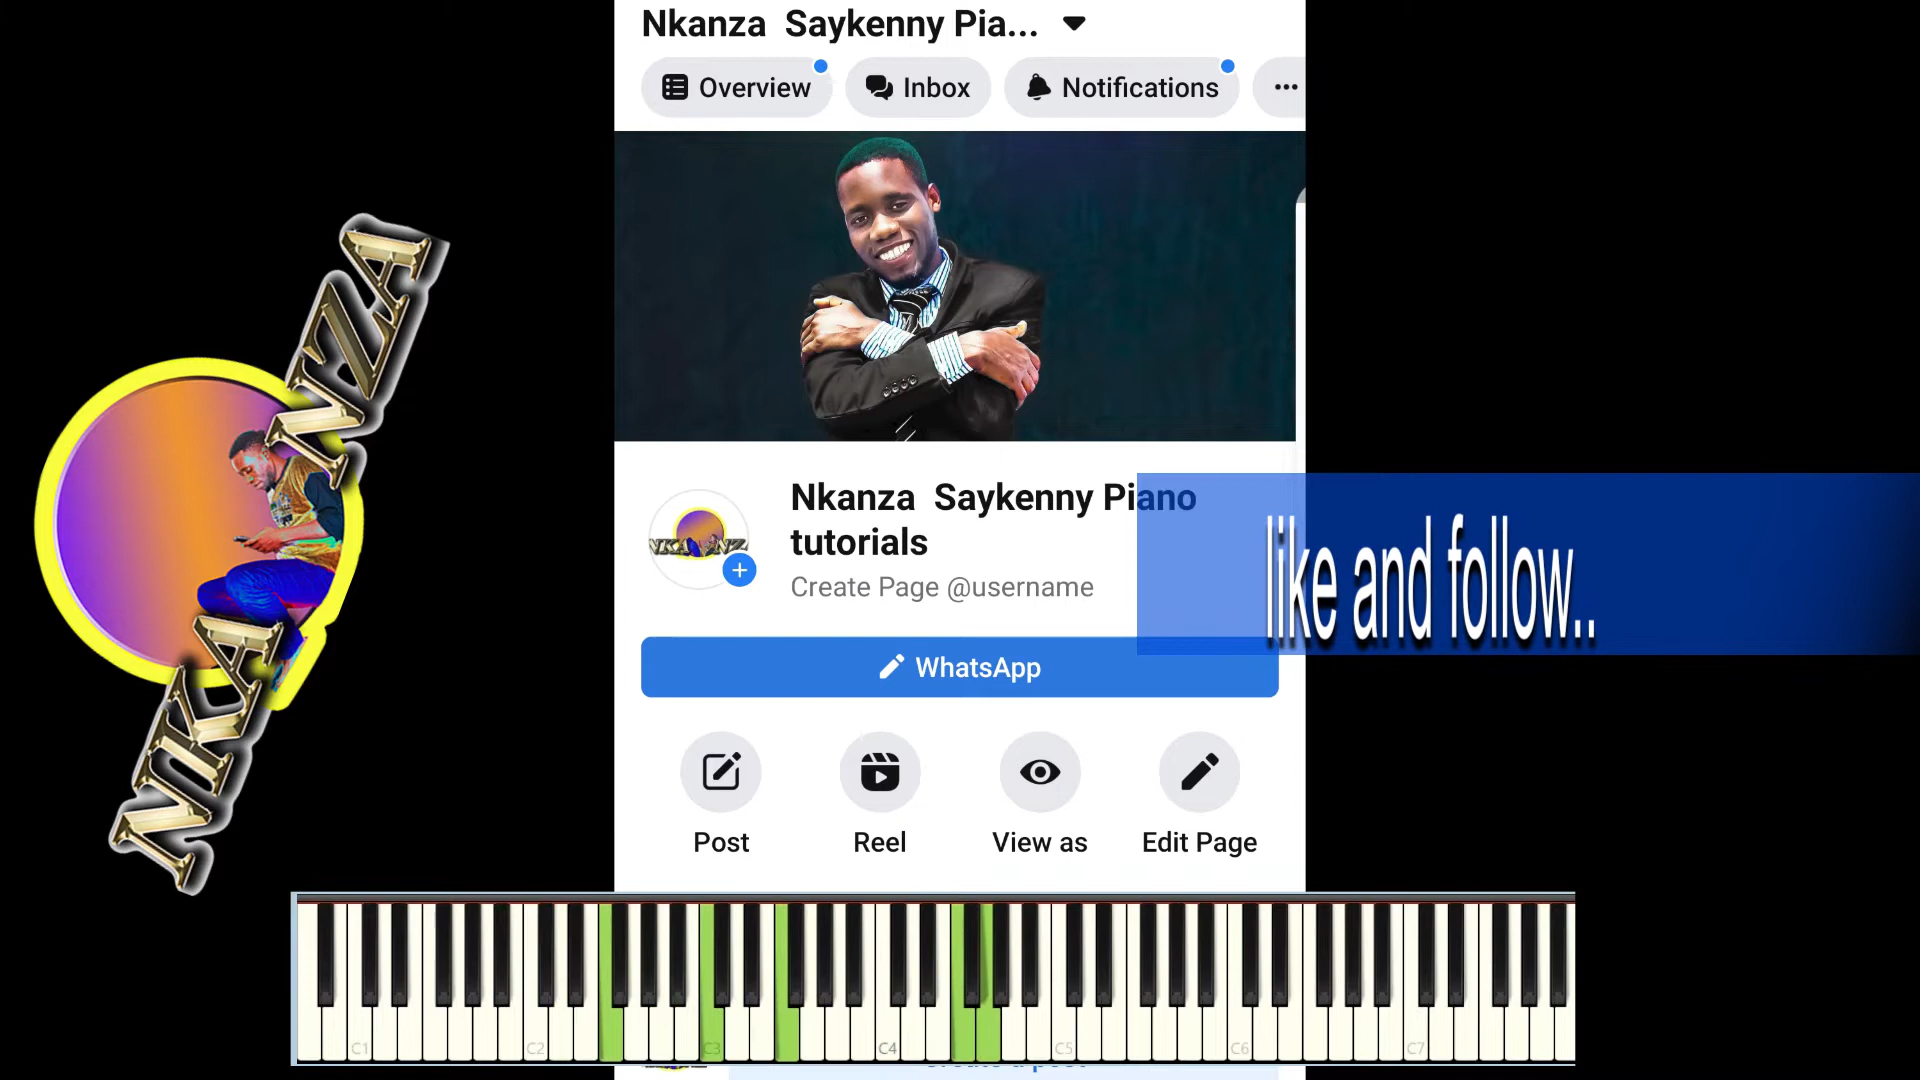 Nkanza  Saykenny Pia...
Overview
Inbox
Notifications
NKANZA
Nkanza  Saykenny Piano
tutorials
Create Page @username
like and follow..
WhatsApp
Post
Reel
View as
Edit Page
C1
C2
C3
C4
C5
C6
C7